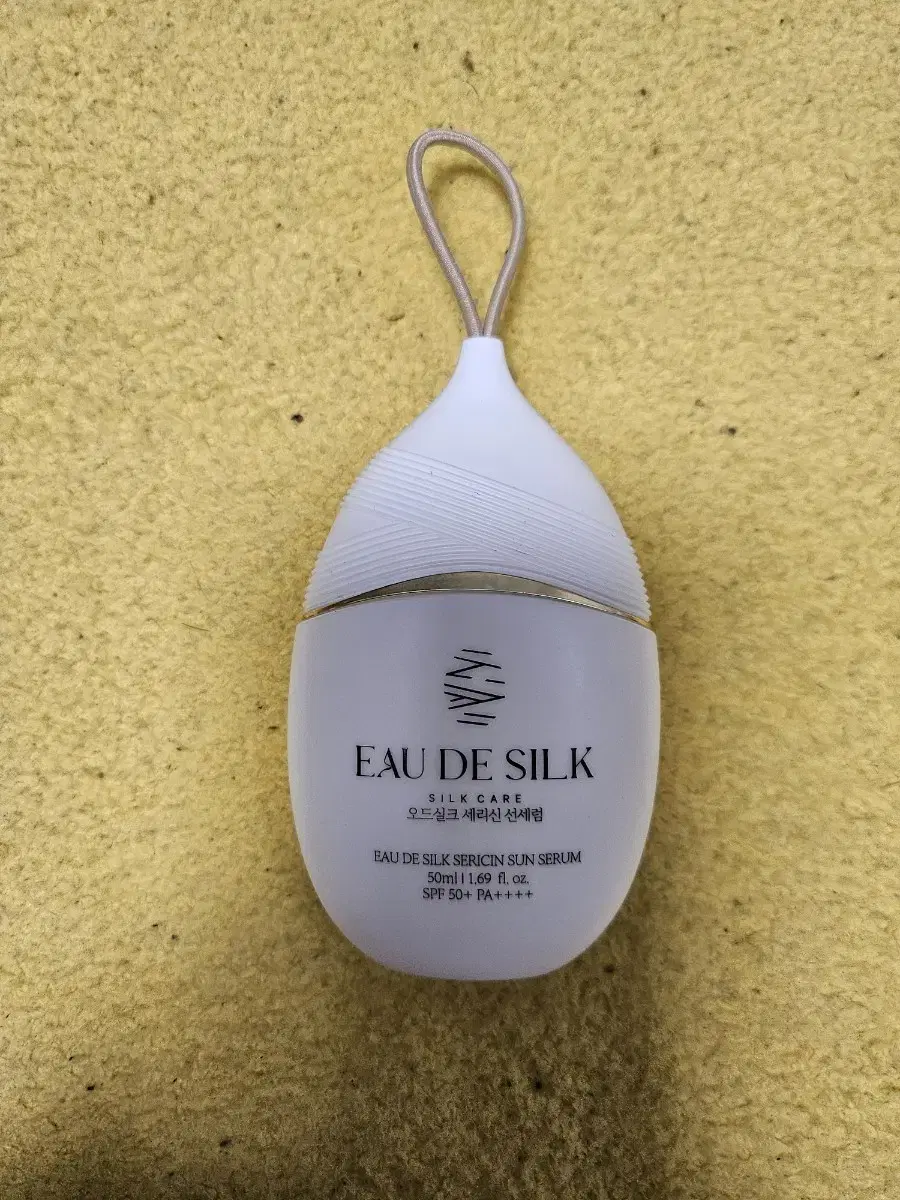 EAU DE SILK
SILK CARE
오드실크 세리신 선세럼
EAU DE SILK SERICIN SUN SERUM
50ml | 1.69 fl. oz.
SPF 50+ PA++++